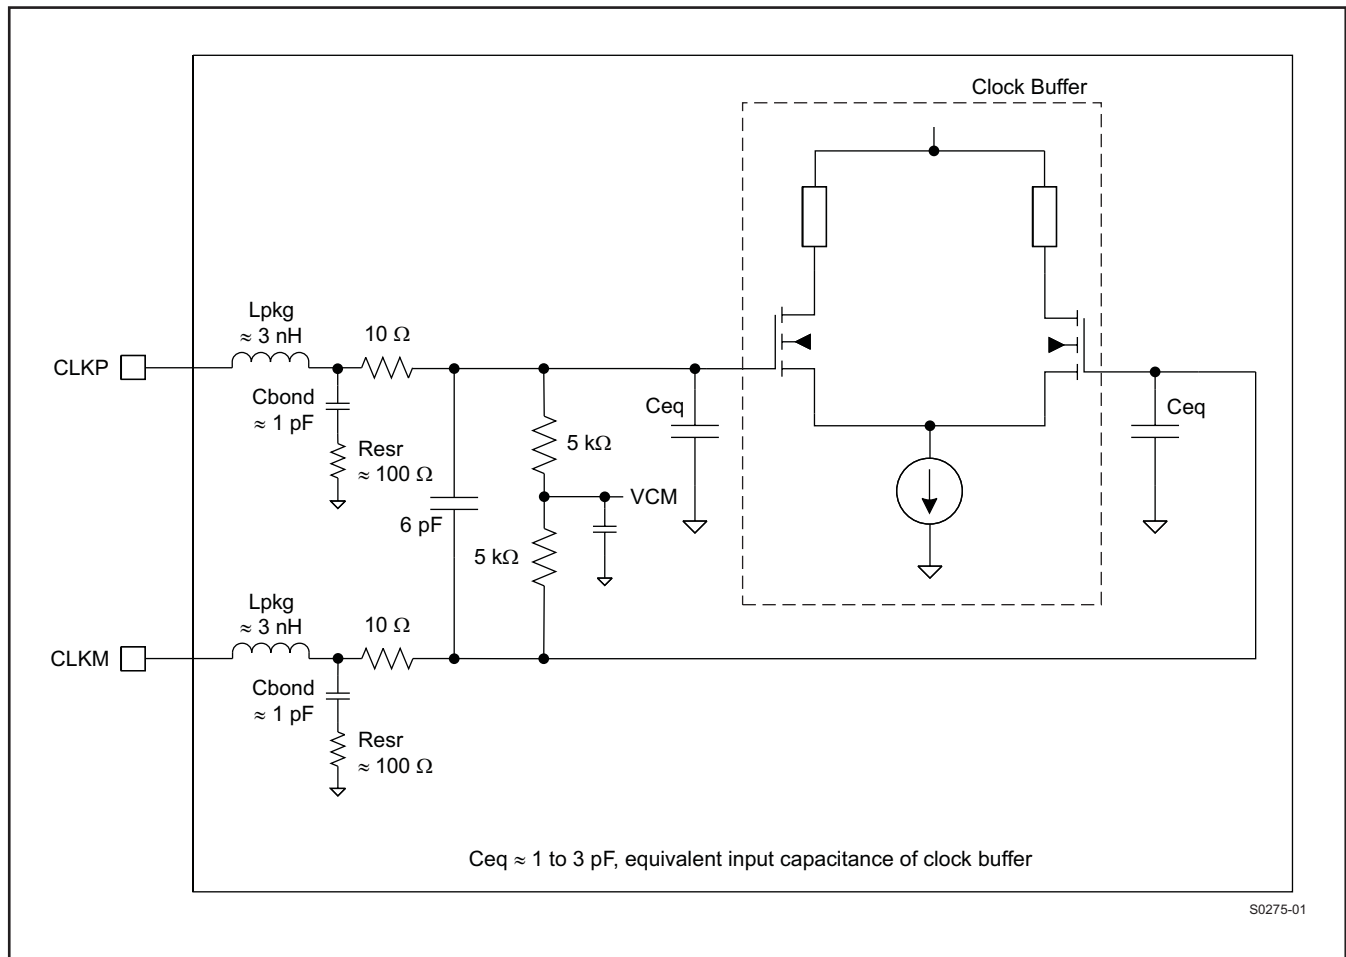 Clock Buffer
Lpkg
≈ 3 nH
10 Ω
CLKP
Cbond
≈ 1 pF
Resr
≈ 100 Ω
6 pF
5 kΩ
VCM
5 kΩ
Ceq
Ceq
Lpkg
≈ 3 nH
10 Ω
CLKM
Cbond
≈ 1 pF
Resr
≈ 100 Ω
Ceq ≈ 1 to 3 pF, equivalent input capacitance of clock buffer
S0275-01